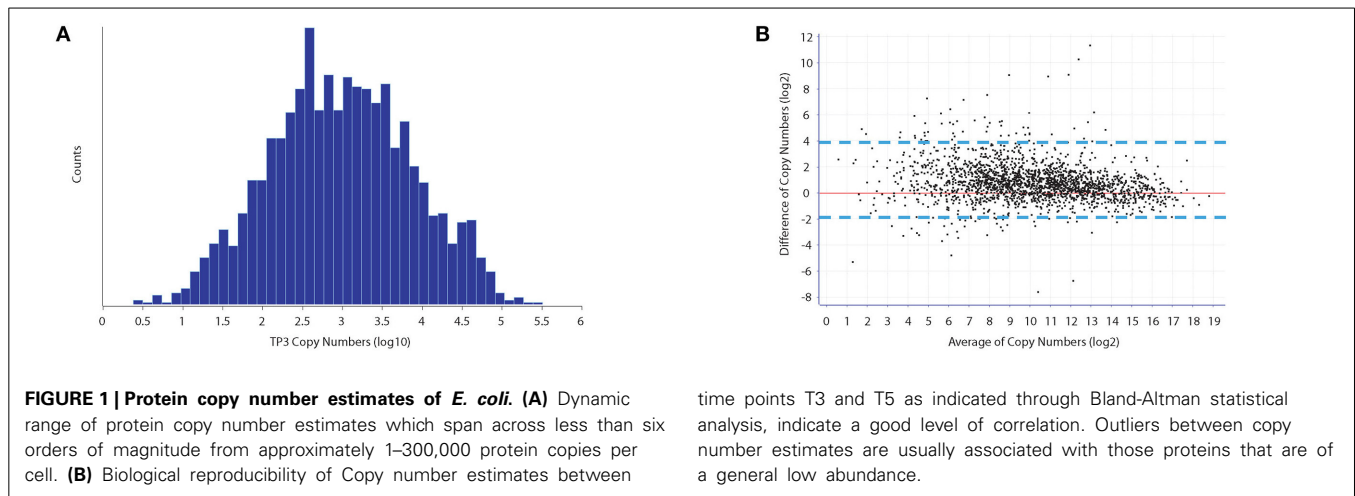 A
Counts
0 0.5 1 1.5 2 2.5 3 3.5 4 4.5 5 5.5 6
TP3 Copy Numbers (log10)
B
Difference of Copy Numbers (log2)
12
10
8
6
4
2
0
-2
-4
-6
-8
0 1 2 3 4 5 6 7 8 9 10 11 12 13 14 15 16 17 18 19
Average of Copy Numbers (log2)
FIGURE 1 | Protein copy number estimates of E. coli. (A) Dynamic
range of protein copy number estimates which span across less than six
orders of magnitude from approximately 1–300,000 protein copies per
cell. (B) Biological reproducibility of Copy number estimates between
time points T3 and T5 as indicated through Bland-Altman statistical
analysis, indicate a good level of correlation. Outliers between copy
number estimates are usually associated with those proteins that are of
a general low abundance.